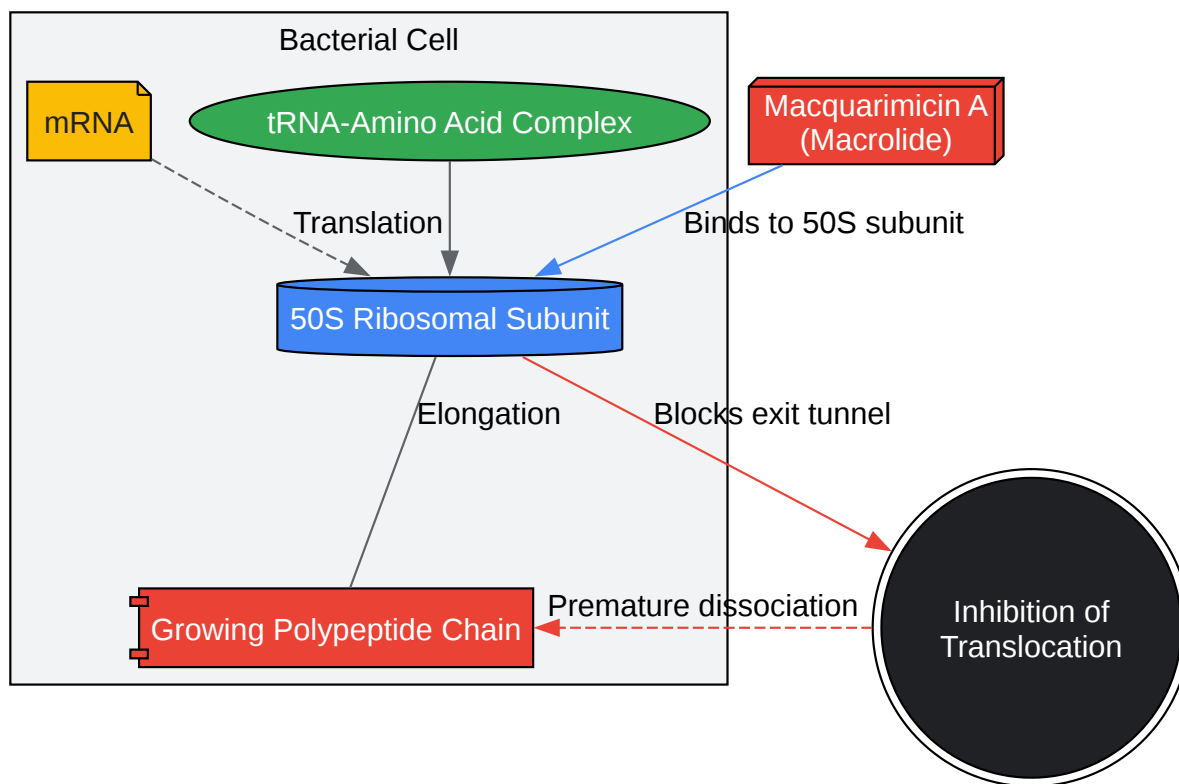 Bacterial Cell
mRNA
tRNA-Amino Acid Complex
Macquarimicin A
(Macrolide)
Translation
Binds to 50S subunit
50S Ribosomal Subunit
Elongation
Blocks exit tunnel
Premature dissociation
Growing Polypeptide Chain
Inhibition of
Translocation